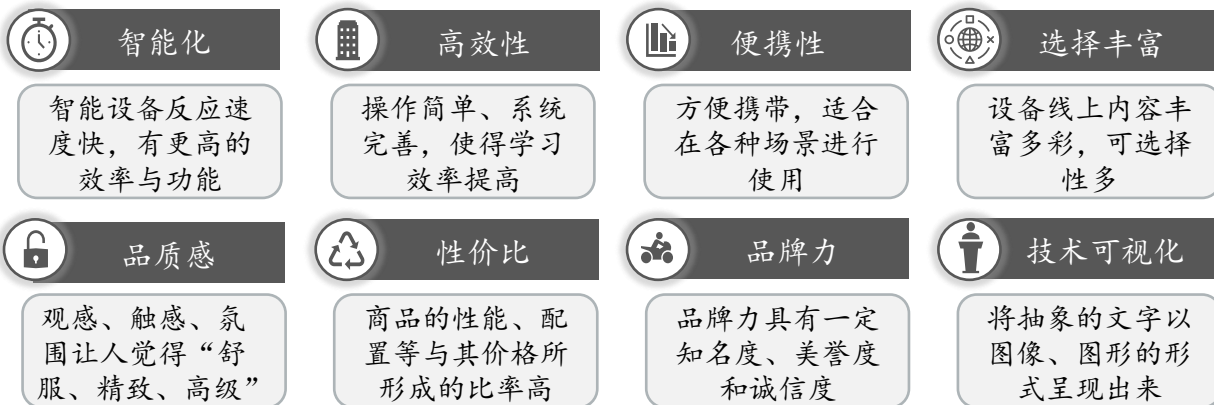 智能化
智能设备反应速
度快，有更高的
效率与功能
高效性
操作简单、系统
完善，使得学习
效率提高
便携性
方便携带，适合
在各种场景进行
使用
选择丰富
设备线上内容丰
富多彩，可选择
性多
品质感
观感、触感、氛
围让人觉得“舒
服、精致、高级”
性价比
商品的性能、配
置等与其价格所
形成的比率高
品牌力
品牌力具有一定
知名度、美誉度
和诚信度
技术可视化
将抽象的文字以
图像、图形的形
式呈现出来